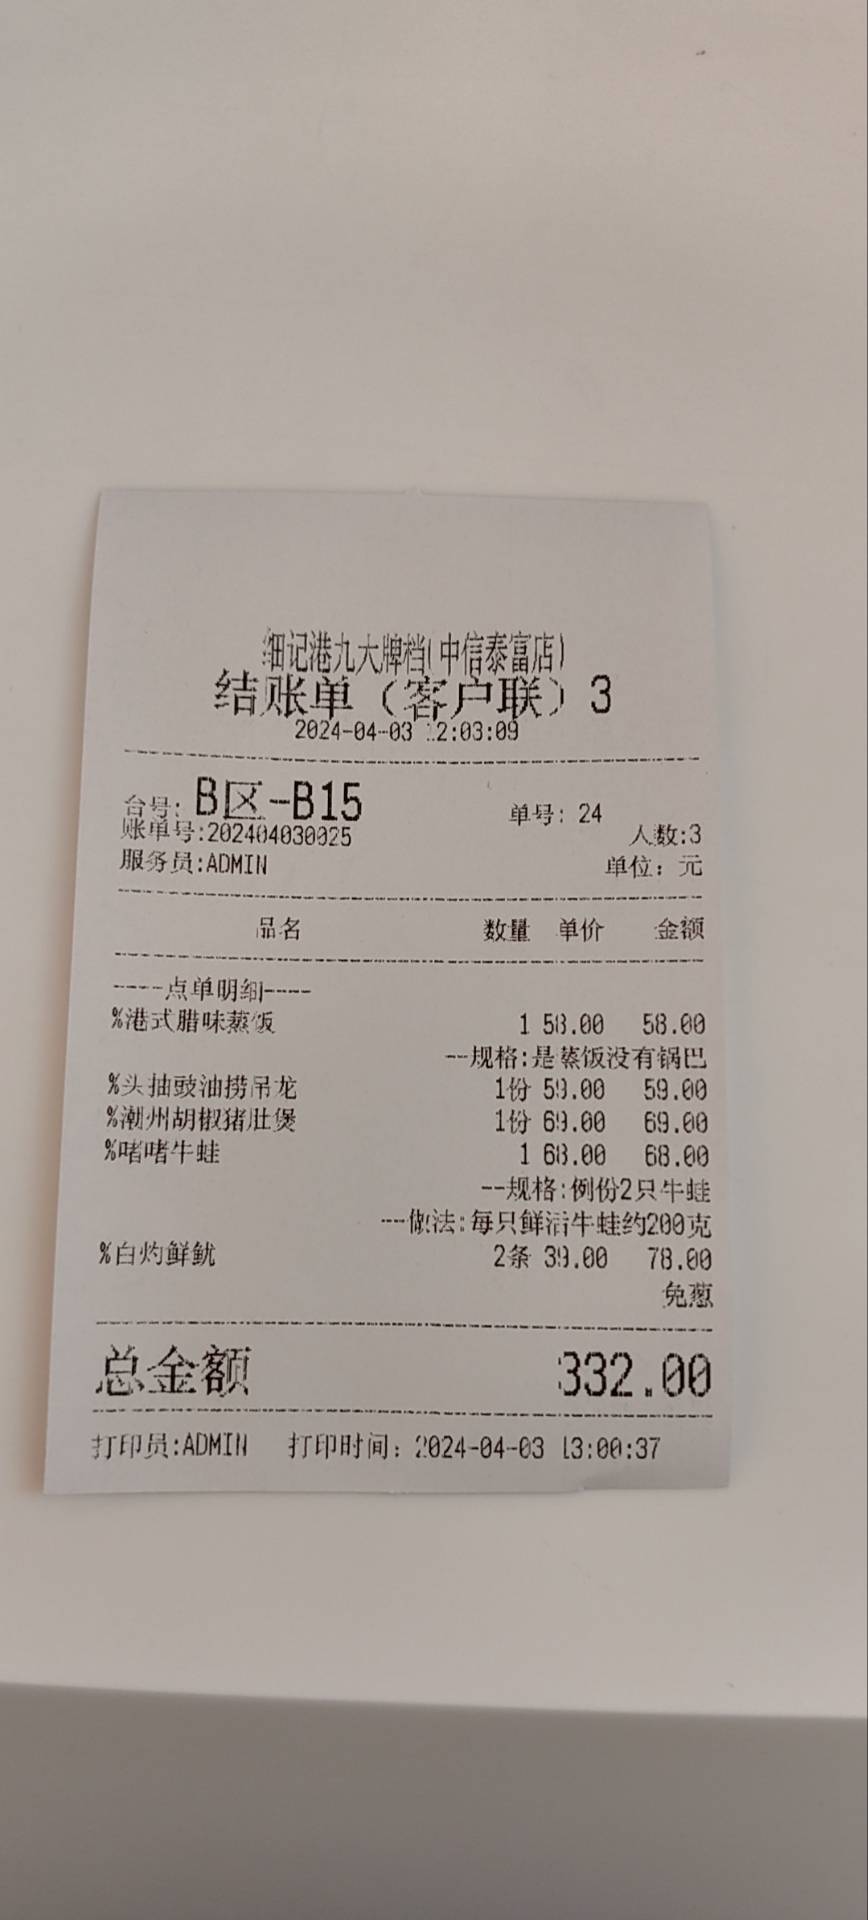 细记港九大牌档(中信泰富店)
结账单（客户联）3
2024-04-03 12:03:09
台号: B区-B15 单号: 24
账单号:202404030025 人数:3
服务员:ADMIN 单位: 元
品名 数量 单价 金额
----点单明细----
%港式腊味蒸饭 1 58.00 58.00
--规格:是蒸饭没有锅巴
%头抽豉油捞吊龙 1份 59.00 59.00
%潮州胡椒猪肚煲 1份 69.00 69.00
%啫啫牛蛙 1 68.00 68.00
--规格:例份2只牛蛙
---做法:每只鲜活牛蛙约200克
%白灼鲜鱿 2条 39.00 78.00
免葱
总金额 332.00
打印员:ADMIN 打印时间: 2024-04-03 13:00:37